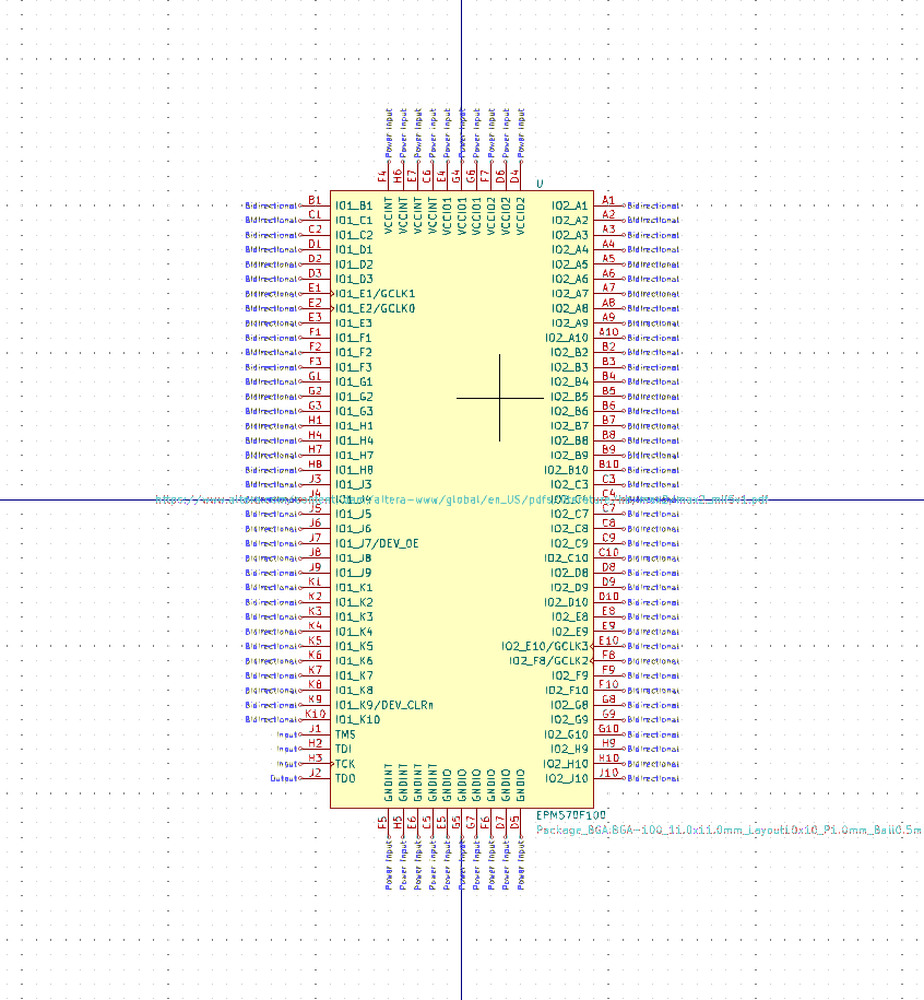 Power Input Power Input Power Input Power Input Power Input Power Input Power Input Power Input Power Input Power Input
F4 H6 E7 C6 E4 G4 G6 F7 D6 D4
U
VCCINT VCCINT VCCINT VCCINT VCCIO1 VCCIO1 VCCIO1 VCCIO2 VCCIO2 VCCIO2
Bidirectional B1 IO1_B1 IO2_A1 A1 Bidirectional
Bidirectional C1 IO1_C1 IO2_A2 A2 Bidirectional
Bidirectional C2 IO1_C2 IO2_A3 A3 Bidirectional
Bidirectional D1 IO1_D1 IO2_A4 A4 Bidirectional
Bidirectional D2 IO1_D2 IO2_A5 A5 Bidirectional
Bidirectional D3 IO1_D3 IO2_A6 A6 Bidirectional
Bidirectional E1 IO1_E1/GCLK1 IO2_A7 A7 Bidirectional
Bidirectional E2 IO1_E2/GCLK0 IO2_A8 A8 Bidirectional
Bidirectional E3 IO1_E3 IO2_A9 A9 Bidirectional
Bidirectional F1 IO1_F1 IO2_A10 A10 Bidirectional
Bidirectional F2 IO1_F2 IO2_B2 B2 Bidirectional
Bidirectional F3 IO1_F3 IO2_B3 B3 Bidirectional
Bidirectional G1 IO1_G1 IO2_B4 B4 Bidirectional
Bidirectional G2 IO1_G2 IO2_B5 B5 Bidirectional
Bidirectional G3 IO1_G3 IO2_B6 B6 Bidirectional
Bidirectional H1 IO1_H1 IO2_B7 B7 Bidirectional
Bidirectional H4 IO1_H4 IO2_B8 B8 Bidirectional
Bidirectional H7 IO1_H7 IO2_B9 B9 Bidirectional
Bidirectional H8 IO1_H8 IO2_B10 B10 Bidirectional
Bidirectional J3 IO1_J3 IO2_C3 C3 Bidirectional
J4 IO1_J4 C4
Bidirectional J5 IO1_J5 IO2_C7 C7 Bidirectional
Bidirectional J6 IO1_J6 IO2_C8 C8 Bidirectional
Bidirectional J7 IO1_J7/DEV_OE IO2_C9 C9 Bidirectional
Bidirectional J8 IO1_J8 IO2_C10 C10 Bidirectional
Bidirectional J9 IO1_J9 IO2_D8 D8 Bidirectional
Bidirectional K1 IO1_K1 IO2_D9 D9 Bidirectional
Bidirectional K2 IO1_K2 IO2_D10 D10 Bidirectional
Bidirectional K3 IO1_K3 IO2_E8 E8 Bidirectional
Bidirectional K4 IO1_K4 IO2_E9 E9 Bidirectional
Bidirectional K5 IO1_K5 IO2_E10/GCLK3 E10 Bidirectional
Bidirectional K6 IO1_K6 IO2_F8/GCLK2 F8 Bidirectional
Bidirectional K7 IO1_K7 IO2_F9 F9 Bidirectional
Bidirectional K8 IO1_K8 IO2_F10 F10 Bidirectional
Bidirectional K9 IO1_K9/DEV_CLRn IO2_G8 G8 Bidirectional
Bidirectional K10 IO1_K10 IO2_G9 G9 Bidirectional
Input J1 TMS IO2_G10 G10 Bidirectional
Input H2 TDI IO2_H9 H9 Bidirectional
Input H3 TCK IO2_H10 H10 Bidirectional
Output J2 TDO IO2_J10 J10 Bidirectional
GNDINT GNDINT GNDINT GNDINT GNDIO GNDIO GNDIO GNDIO GNDIO GNDIO
EPM570F100
F5 H5 E6 C5 E5 G5 G7 F6 D7 D5
Package_BGA:BGA-100_11.0x11.0mm_Layout10x10_P1.0mm_Ball0.5m
Power Input Power Input Power Input Power Input Power Input Power Input Power Input Power Input Power Input Power Input